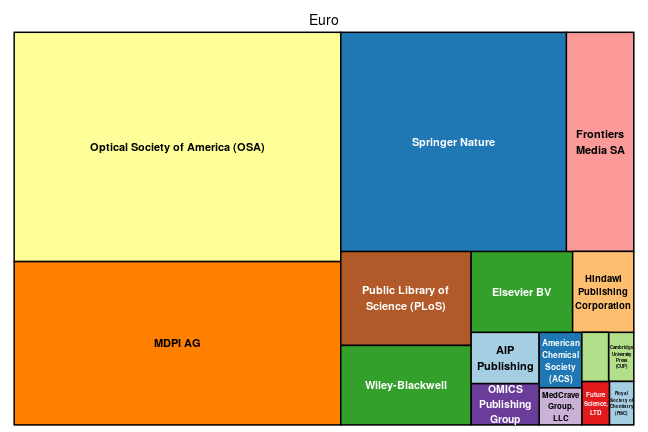 Euro
Optical Society of America (OSA)
Springer Nature
Frontiers
Media SA
MDPI AG
Public Library of
Science (PLoS)
Wiley-Blackwell
Elsevier BV
Hindawi
Publishing
Corporation
AIP
Publishing
OMICS
Publishing
Group
American
Chemical
Society
(ACS)
MedCrave
Group,
LLC
Cambridge
University
Press
(CUP)
Future
Science,
LTD
Royal
Society of
Chemistry
(RSC)